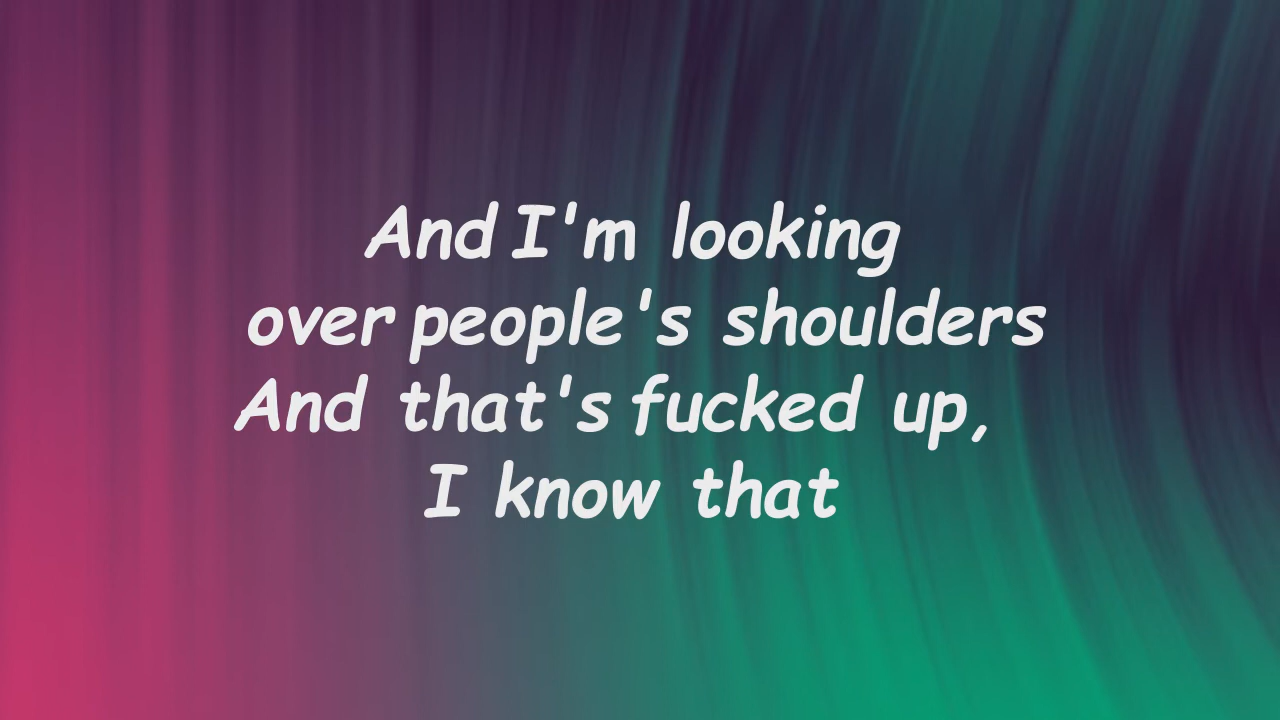 And I'm looking
over people's shoulders
And that's fucked up,
I know that